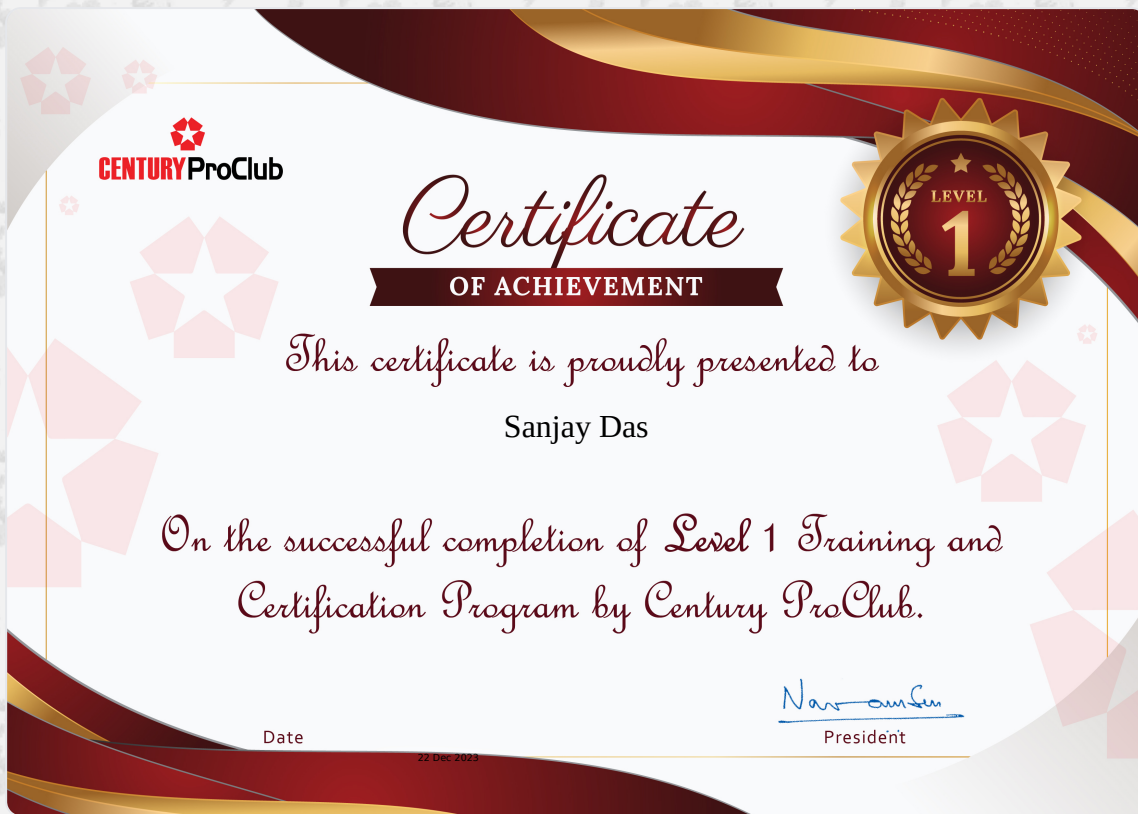 CENTURY ProClub
Certificate
OF ACHIEVEMENT
LEVEL
1
This certificate is proudly presented to
Sanjay Das
On the successful completion of Level 1 Training and
Certification Program by Century ProClub.
Date
22 Dec 2023
President